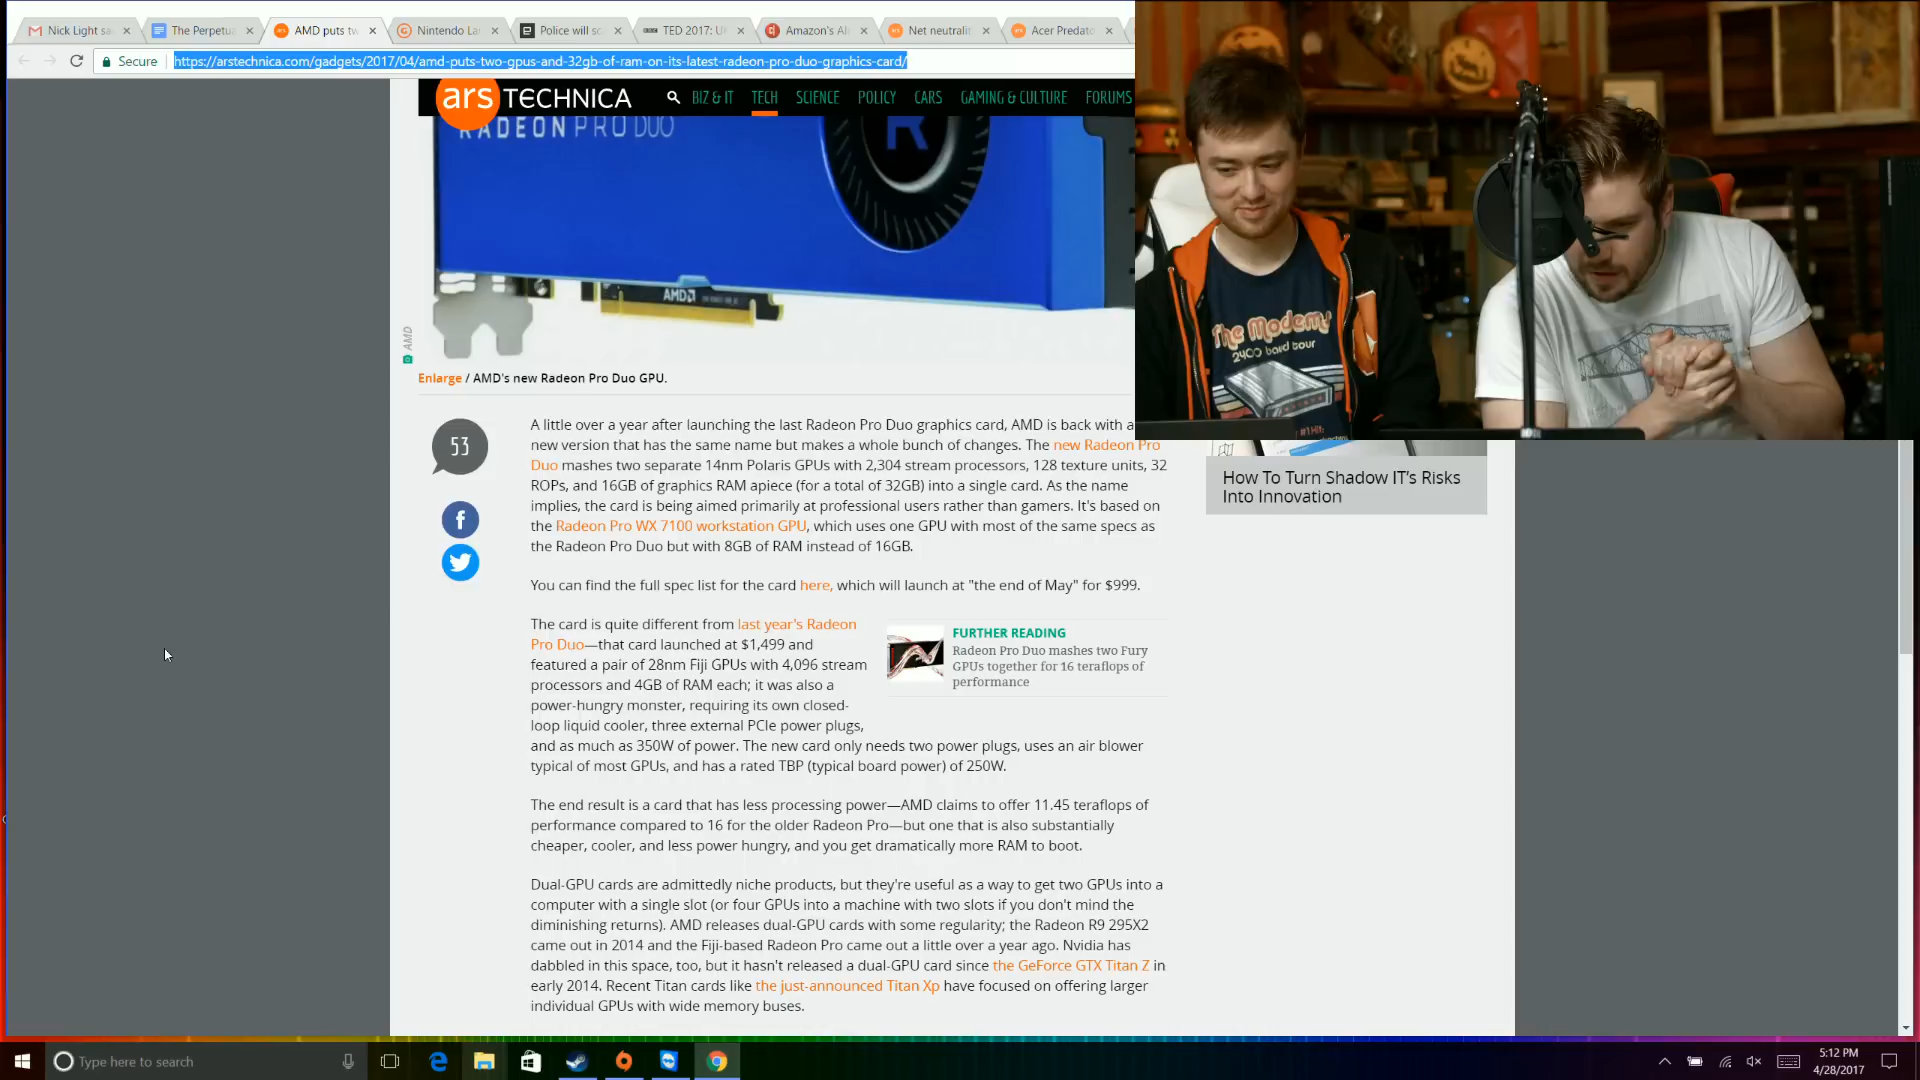 Nick Light sa
The Perpetua
AMD puts tw
Nintendo La
Police will sc
TED 2017: U
Amazon's Al
Net neutrali
Acer Predato
Secure
https://arstechnica.com/gadgets/2017/04/amd-puts-two-gpus-and-32gb-of-ram-on-its-latest-radeon-pro-duo-graphics-card/
ars TECHNICA
BIZ & IT TECH SCIENCE POLICY CARS GAMING & CULTURE FORUMS
RADEON PRO DUO
R
AMD
AMD
Enlarge / AMD's new Radeon Pro Duo GPU.
53
A little over a year after launching the last Radeon Pro Duo graphics card, AMD is back with a
new version that has the same name but makes a whole bunch of changes. The new Radeon Pro
Duo mashes two separate 14nm Polaris GPUs with 2,304 stream processors, 128 texture units, 32
ROPs, and 16GB of graphics RAM apiece (for a total of 32GB) into a single card. As the name
implies, the card is being aimed primarily at professional users rather than gamers. It's based on
the Radeon Pro WX 7100 workstation GPU, which uses one GPU with most of the same specs as
the Radeon Pro Duo but with 8GB of RAM instead of 16GB.
You can find the full spec list for the card here, which will launch at "the end of May" for $999.
The card is quite different from last year's Radeon
Pro Duo—that card launched at $1,499 and
featured a pair of 28nm Fiji GPUs with 4,096 stream
processors and 4GB of RAM each; it was also a
power-hungry monster, requiring its own closed-
loop liquid cooler, three external PCIe power plugs,
and as much as 350W of power. The new card only needs two power plugs, uses an air blower
typical of most GPUs, and has a rated TBP (typical board power) of 250W.
FURTHER READING
Radeon Pro Duo mashes two Fury
GPUs together for 16 teraflops of
performance
The end result is a card that has less processing power—AMD claims to offer 11.45 teraflops of
performance compared to 16 for the older Radeon Pro—but one that is also substantially
cheaper, cooler, and less power hungry, and you get dramatically more RAM to boot.
Dual-GPU cards are admittedly niche products, but they're useful as a way to get two GPUs into a
computer with a single slot (or four GPUs into a machine with two slots if you don't mind the
diminishing returns). AMD releases dual-GPU cards with some regularity; the Radeon R9 295X2
came out in 2014 and the Fiji-based Radeon Pro came out a little over a year ago. Nvidia has
dabbled in this space, too, but it hasn't released a dual-GPU card since the GeForce GTX Titan Z in
early 2014. Recent Titan cards like the just-announced Titan Xp have focused on offering larger
individual GPUs with wide memory buses.
The Modems
2400 baud tour
How To Turn Shadow IT's Risks
Into Innovation
Type here to search
5:12 PM
4/28/2017